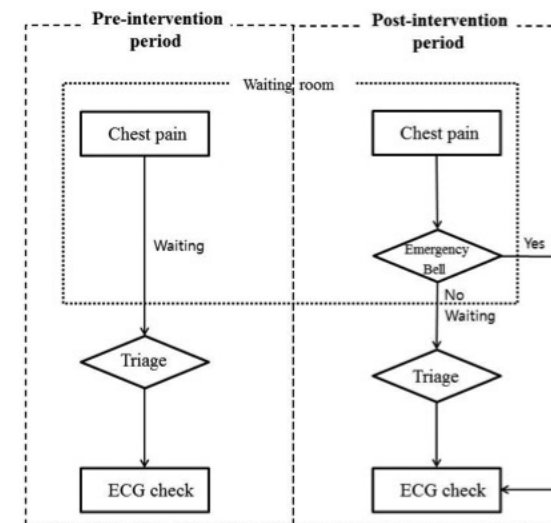 Pre-intervention
period
Post-intervention
period
Waiting room
Chest pain
Waiting
Triage
ECG check
Chest pain
Emergency
Bell
Yes
No
Waiting
Triage
ECG check